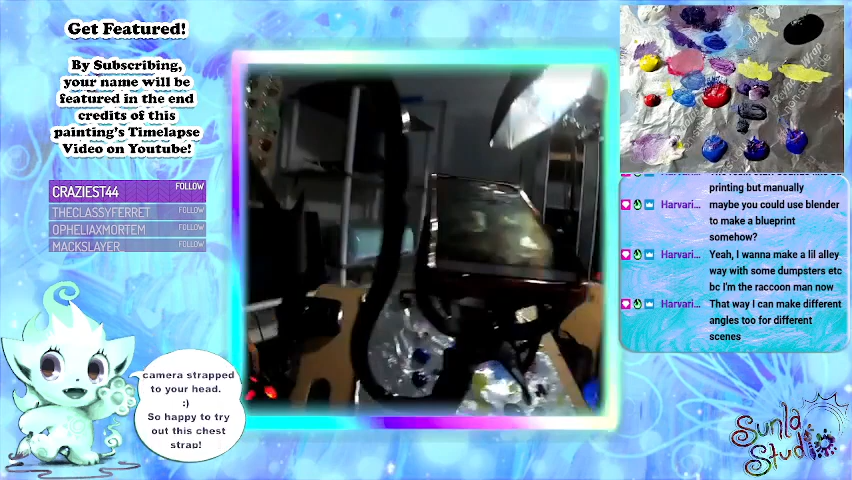 Get Featured!
By Subscribing,
your name will be
featured in the end
credits of this
painting's Timelapse
Video on Youtube!
CRAZIEST44 FOLLOW
THECLASSYFERRET FOLLOW
OPHELIAXMORTEM FOLLOW
MACKSLAYER_ FOLLOW
camera strapped
to your head.
;)
So happy to try
out this chest
strap!
Harvari...
printing but manually
Harvari... maybe you could use blender
to make a blueprint
somehow?
Harvari... Yeah, I wanna make a lil alley
way with some dumpsters etc
bc I'm the raccoon man now
Harvari... That way I can make different
angles too for different
scenes
Sunla
Studios